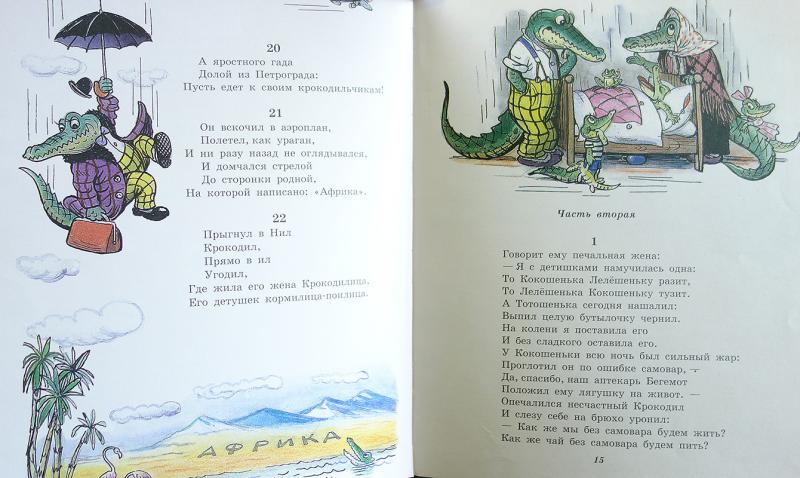 20
А яростного гада
Долой из Петрограда:
Пусть едет к своим крокодильчикам!
21
Он вскочил в аэроплан,
Полетел, как ураган,
И ни разу назад не оглядывался,
И домчался стрелой
До сторонки родной,
На которой написано: «Африка».
22
Прыгнул в Нил
Крокодил,
Прямо в ил
Угодил,
Где жила его жена Крокодилица,
Его детушек кормилица-поилица.
АФРИКА
Часть вторая
1
Говорит ему печальная жена:
— Я с детишками намучилась одна:
То Кокошенька Лелёшеньку разит,
То Лелёшенька Кокошеньку тузит.
А Тотошенька сегодня нашалил:
Выпил целую бутылочку чернил.
На колени я поставила его
И без сладкого оставила его.
У Кокошеньки всю ночь был сильный жар:
Проглотил он по ошибке самовар, —
Да, спасибо, наш аптекарь Бегемот
Положил ему лягушку на живот. —
Опечалился несчастный Крокодил
И слезу себе на брюхо уронил:
— Как же мы без самовара будем жить?
Как же чай без самовара будем пить?
15